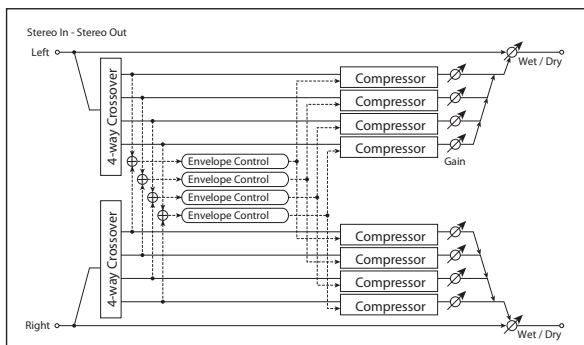 Stereo In - Stereo Out
Left
Wet / Dry
4-way Crossover
Compressor
Compressor
Compressor
Compressor
Gain
Envelope Control
Envelope Control
Envelope Control
Envelope Control
4-way Crossover
Compressor
Compressor
Compressor
Compressor
Right
Wet / Dry